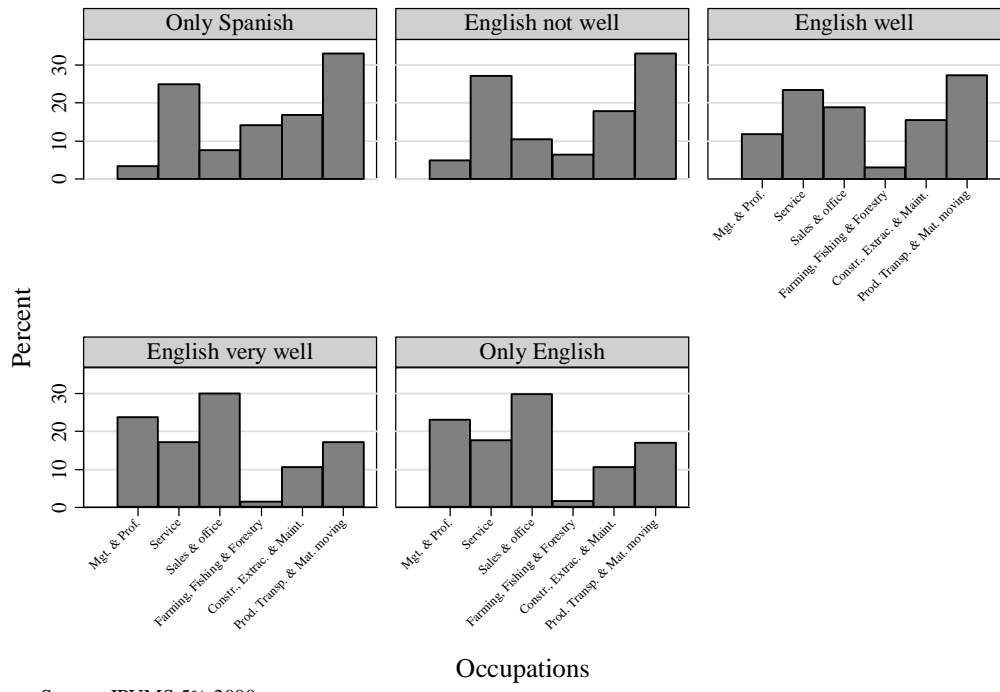 Only Spanish
English not well
English well
30
20
10
0
Mgt. & Prof.
Service
Sales & office
Farming, Fishing & Forestry
Constr., Extrac. & Maint.
Prod. Transp. & Mat. moving
Percent
English very well
Only English
30
20
10
0
Mgt. & Prof.
Service
Sales & office
Farming, Fishing & Forestry
Constr., Extrac. & Maint.
Prod. Transp. & Mat. moving
Mgt. & Prof.
Service
Sales & office
Farming, Fishing & Forestry
Constr., Extrac. & Maint.
Prod. Transp. & Mat. moving
Occupations